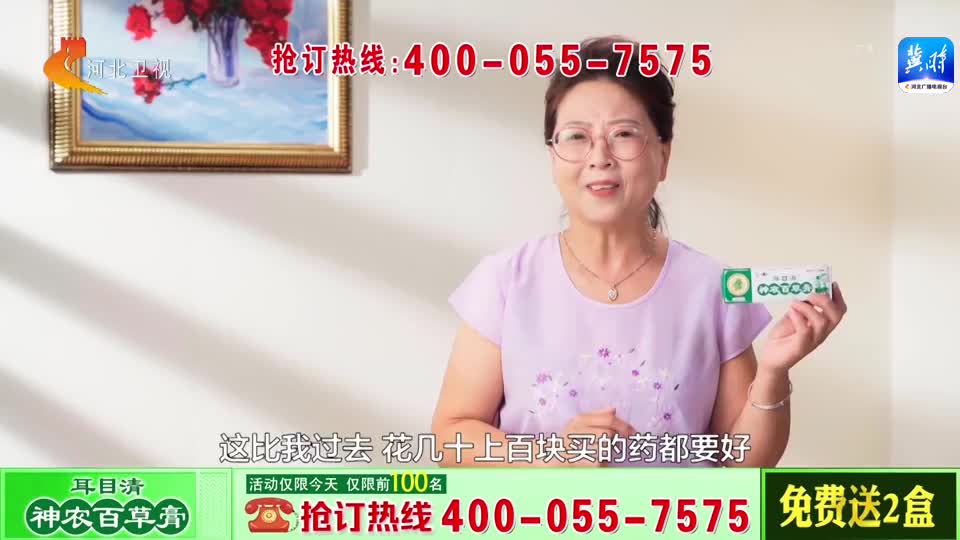 抢订热线:400-055-7575
河北卫视
冀时
河北广播电视台
耳目清
神农百草膏
这比我过去 花几十上百块买的药都要好
耳目清
神农百草膏
活动仅限今天 仅限前100名
抢订热线 400-055-7575
免费送2盒